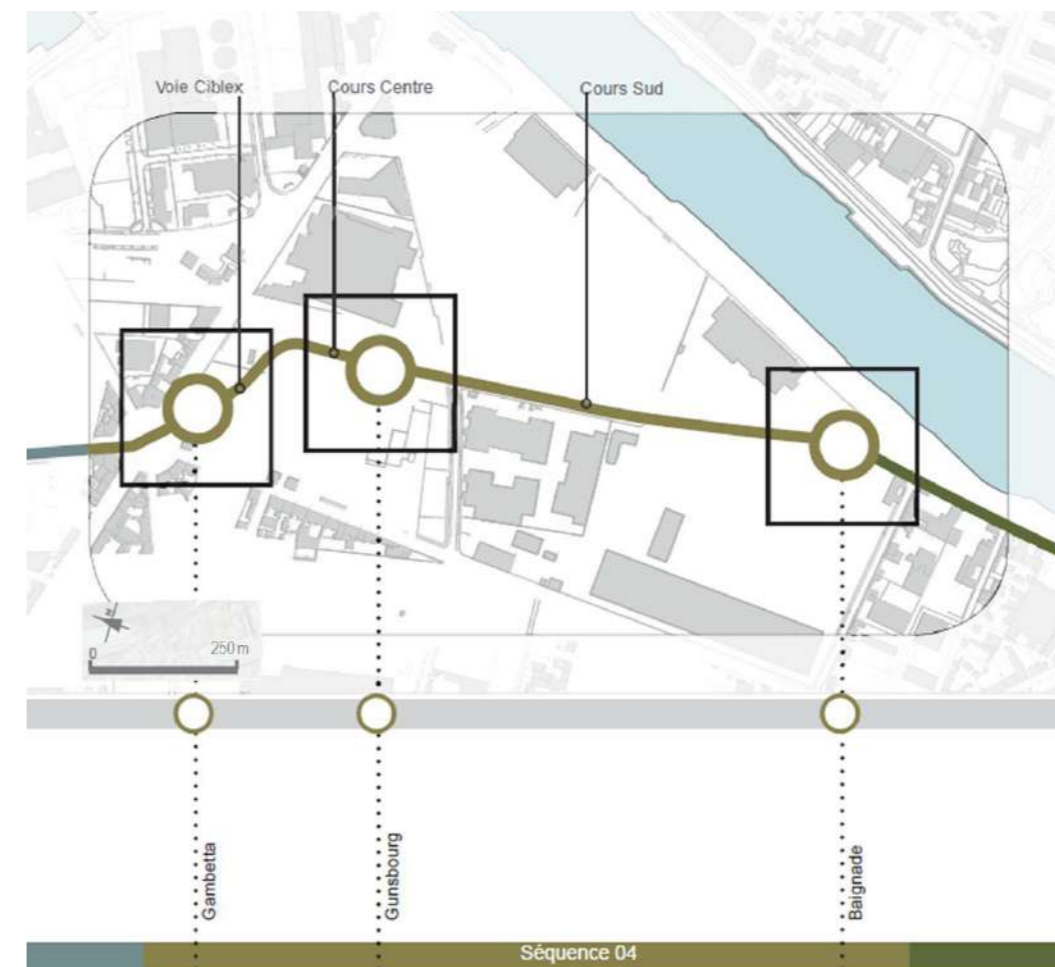 Voie Ciblex
Cours Centre
Cours Sud
N
0
250 m
Gambetta
Gunsbourg
Baignade
Séquence 04